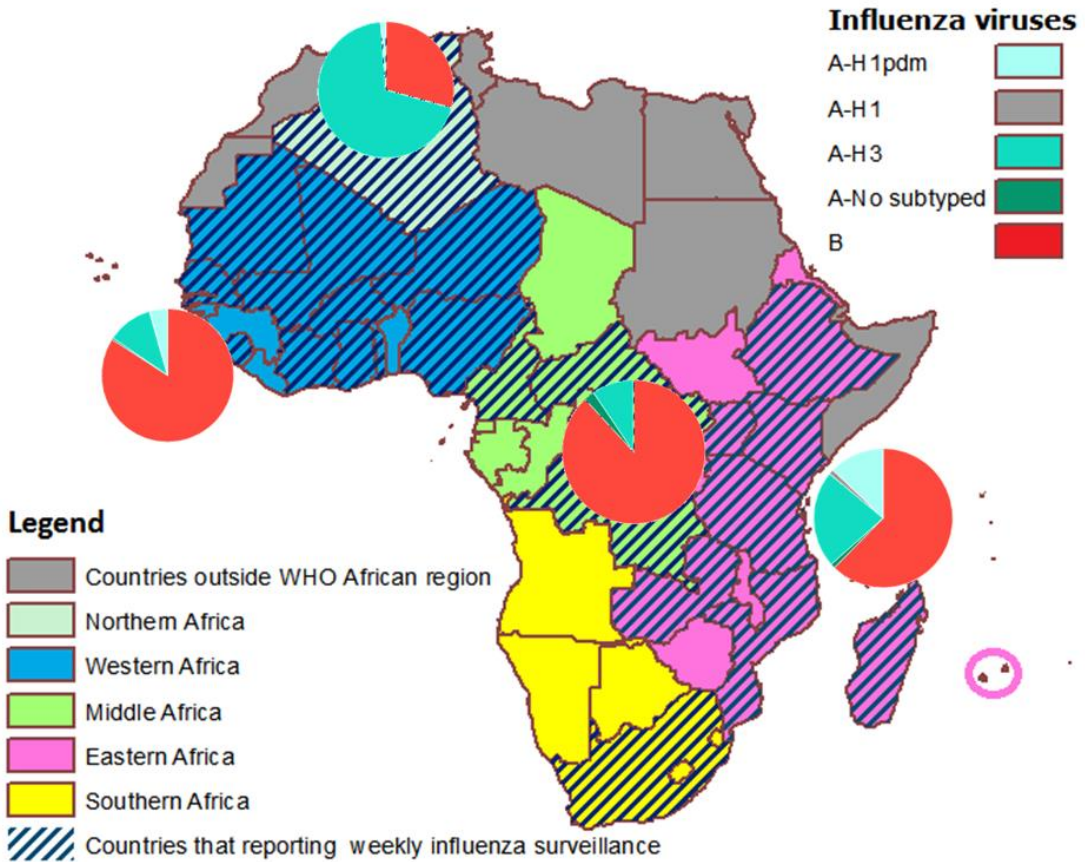 Influenza viruses
A-H1pdm
A-H1
A-H3
A-No subtyped
B
Legend
Countries outside WHO African region
Northern Africa
Western Africa
Middle Africa
Eastern Africa
Southern Africa
Countries that reporting weekly influenza surveillance